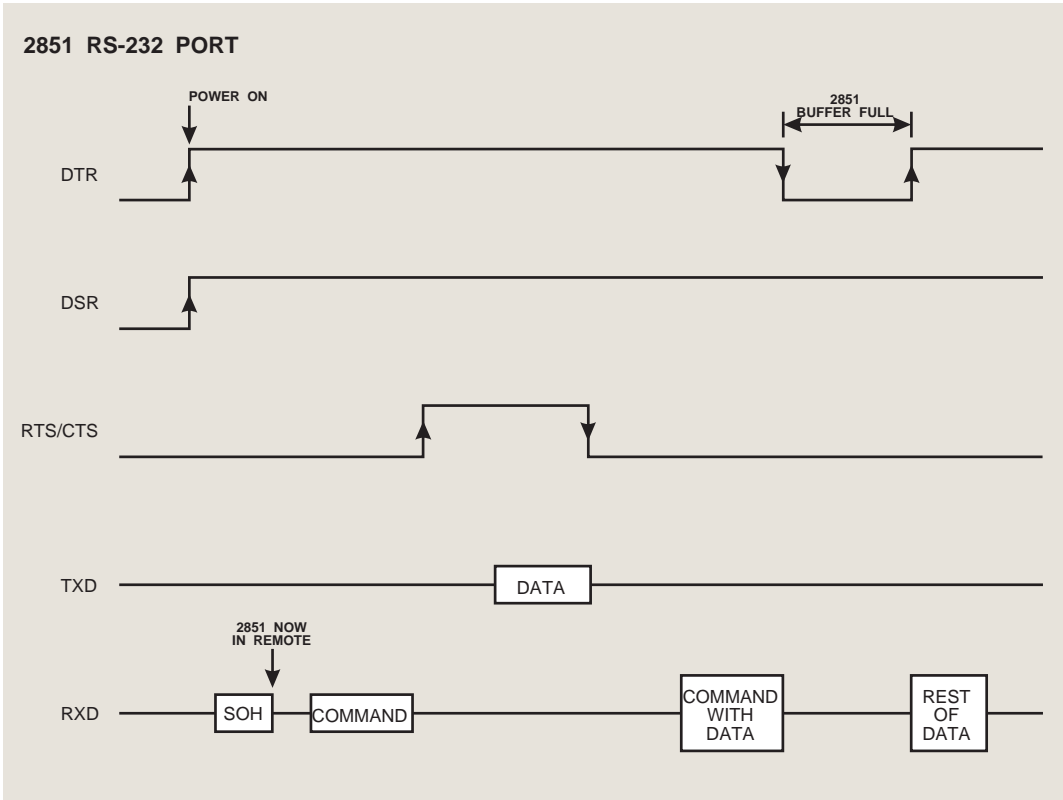 2851 RS-232 PORT
POWER ON
2851
BUFFER FULL
DTR
DSR
RTS/CTS
TXD
DATA
2851 NOW
IN REMOTE
RXD
SOH
COMMAND
COMMAND
WITH
DATA
REST
OF
DATA